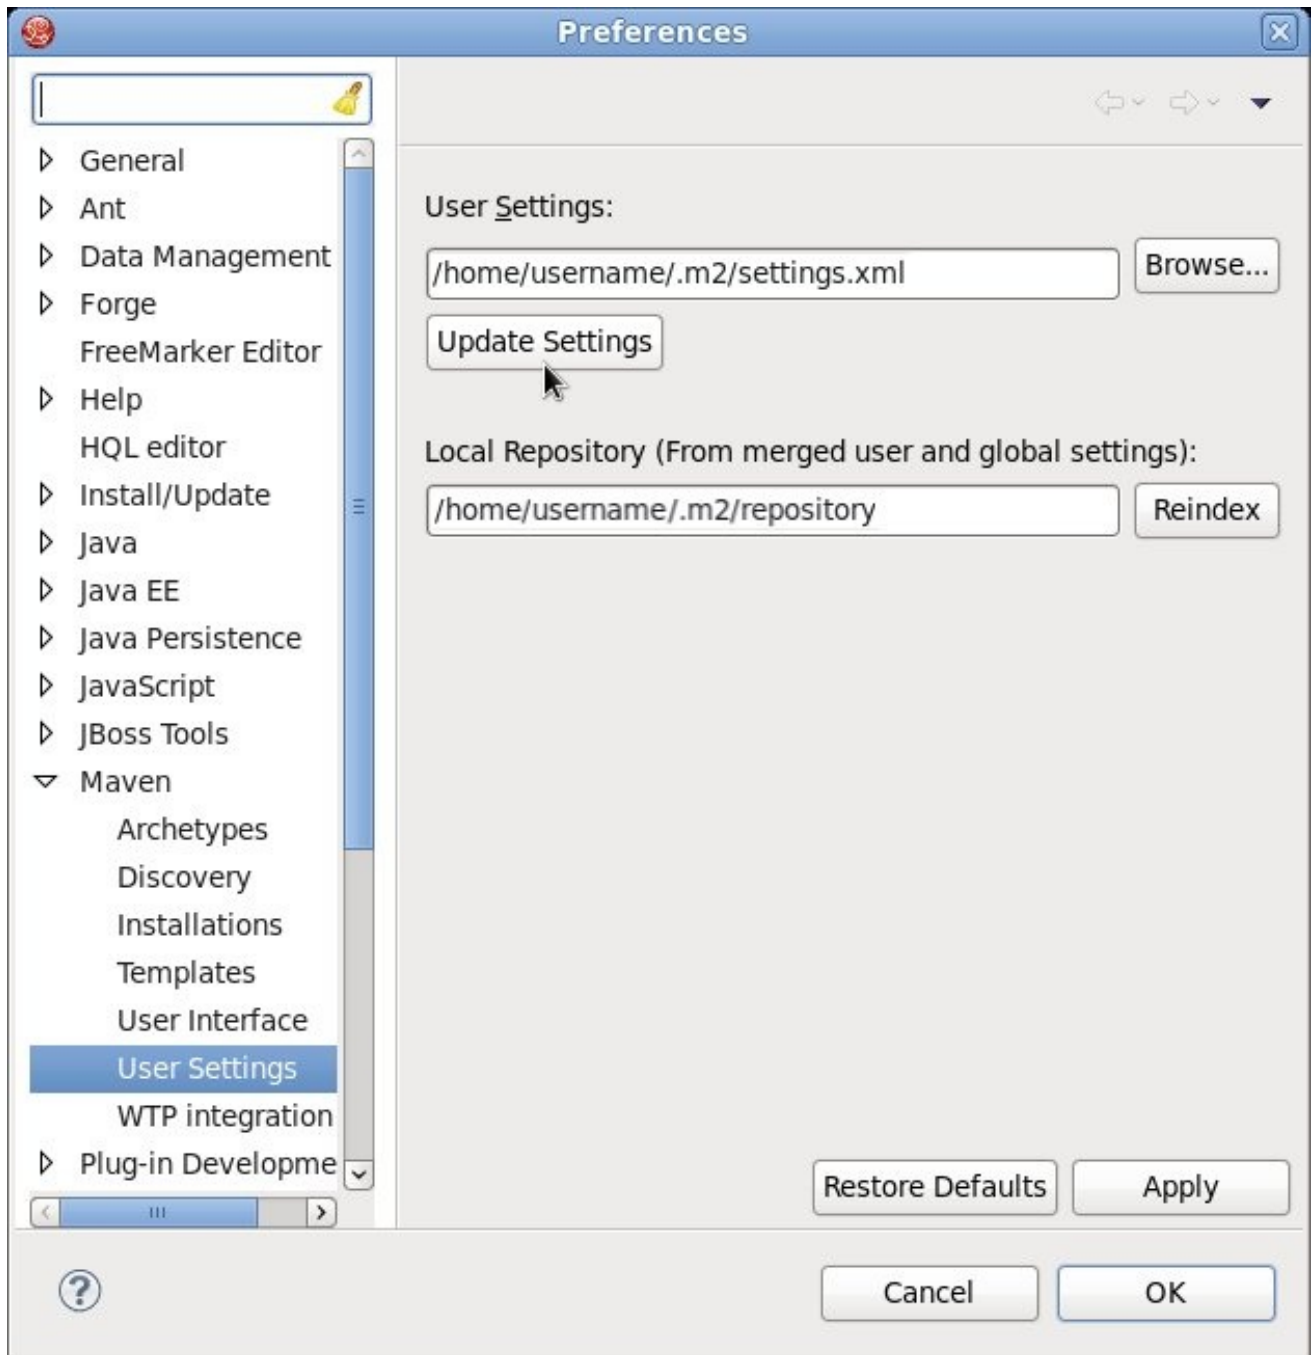 Preferences
General
Ant
Data Management
Forge
FreeMarker Editor
Help
HQL editor
Install/Update
Java
Java EE
Java Persistence
JavaScript
JBoss Tools
Maven
Archetypes
Discovery
Installations
Templates
User Interface
User Settings
WTP integration
Plug-in Developme
User Settings:
/home/username/.m2/settings.xml
Browse...
Update Settings
Local Repository (From merged user and global settings):
/home/username/.m2/repository
Reindex
Restore Defaults
Apply
?
Cancel
OK